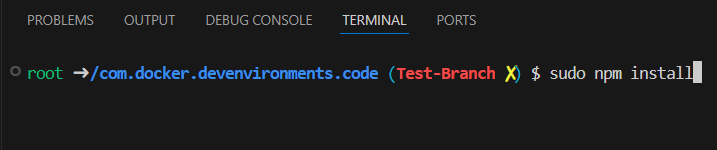 PROBLEMS OUTPUT DEBUG CONSOLE TERMINAL PORTS
root ➜/com.docker.devenvironments.code (Test-Branch ✗) $ sudo npm install